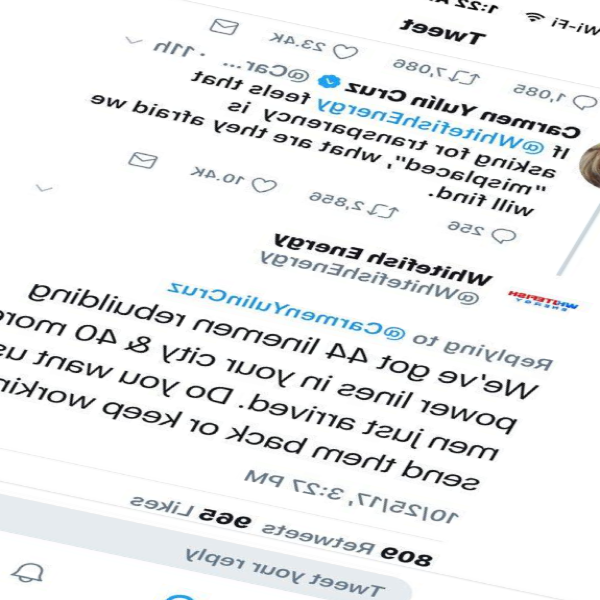 Wi-Fi 1:22 A
Tweet
1,085 7,086 23.4K
Carmen Yulín Cruz @Car... · 11h
If @WhitefishEnergy feels that
asking for transparency is
"misplaced", what are they afraid we
will find.
256 2,856 10.4K
WHITEFISH
ENERGY
Whitefish Energy
@WhitefishEnergy
Replying to @CarmenYulinCruz
We've got 44 linemen rebuilding
power lines in your city & 40 more
men just arrived. Do you want us
send them back or keep working
10/25/17, 3:27 PM
809 Retweets 965 Likes
Tweet your reply